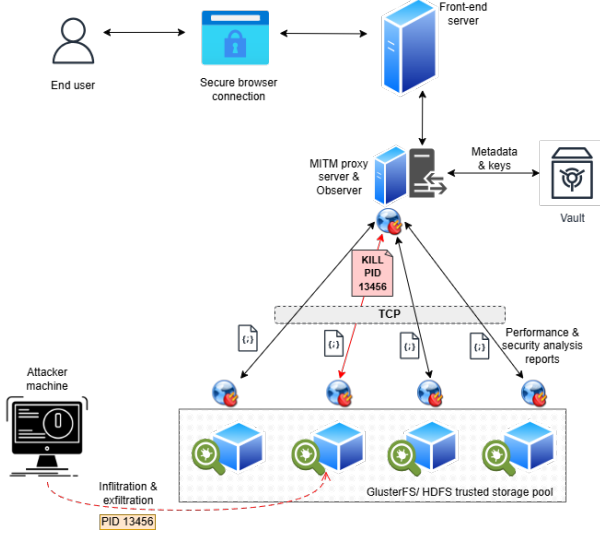 Front-end
server
End user
Secure browser
connection
MITM proxy
server &
Observer
Metadata
& keys
Vault
KILL
PID
13456
TCP
{;}
{;}
{;}
{;}
Performance &
security analysis
reports
Attacker
machine
Inflitration &
exfiltration
PID 13456
GlusterFS/ HDFS trusted storage pool